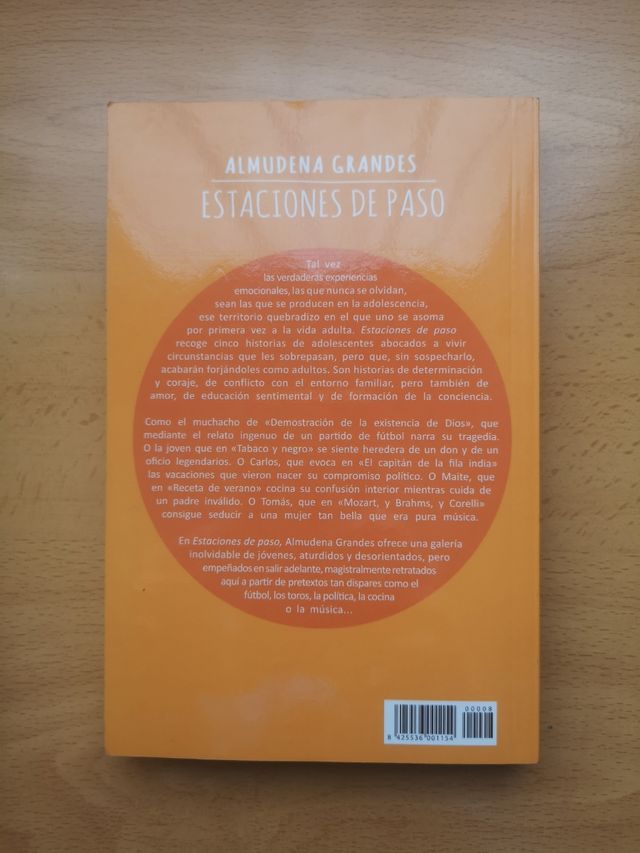 ALMUDENA GRANDES
ESTACIONES DE PASO
Tal vez
las verdaderas experiencias
emocionales, las que nunca se olvidan,
sean las que se producen en la adolescencia,
ese territorio quebradizo en el que uno se asoma
por primera vez a la vida adulta. Estaciones de paso
recoge cinco historias de adolescentes abocados a vivir
circunstancias que les sobrepasan, pero que, sin sospecharlo,
acabarán forjándoles como adultos. Son historias de determinación
y coraje, de conflicto con el entorno familiar, pero también de
amor, de educación sentimental y de formación de la conciencia.
Como el muchacho de «Demostración de la existencia de Dios», que
mediante el relato ingenuo de un partido de fútbol narra su tragedia.
O la joven que en «Tabaco y negro» se siente heredera de un don y de un
oficio legendarios. O Carlos, que evoca en «El capitán de la fila india»
las vacaciones que vieron nacer su compromiso político. O Maite, que
en «Receta de verano» cocina su confusión interior mientras cuida de
un padre inválido. O Tomás, que en «Mozart, y Brahms, y Corelli»
consigue seducir a una mujer tan bella que era pura música.
En Estaciones de paso, Almudena Grandes ofrece una galería
inolvidable de jóvenes, aturdidos y desorientados, pero
empeñados en salir adelante, magistralmente retratados
aquí a partir de pretextos tan dispares como el
fútbol, los toros, la política, la cocina
o la música...
00008
8 425536 001154